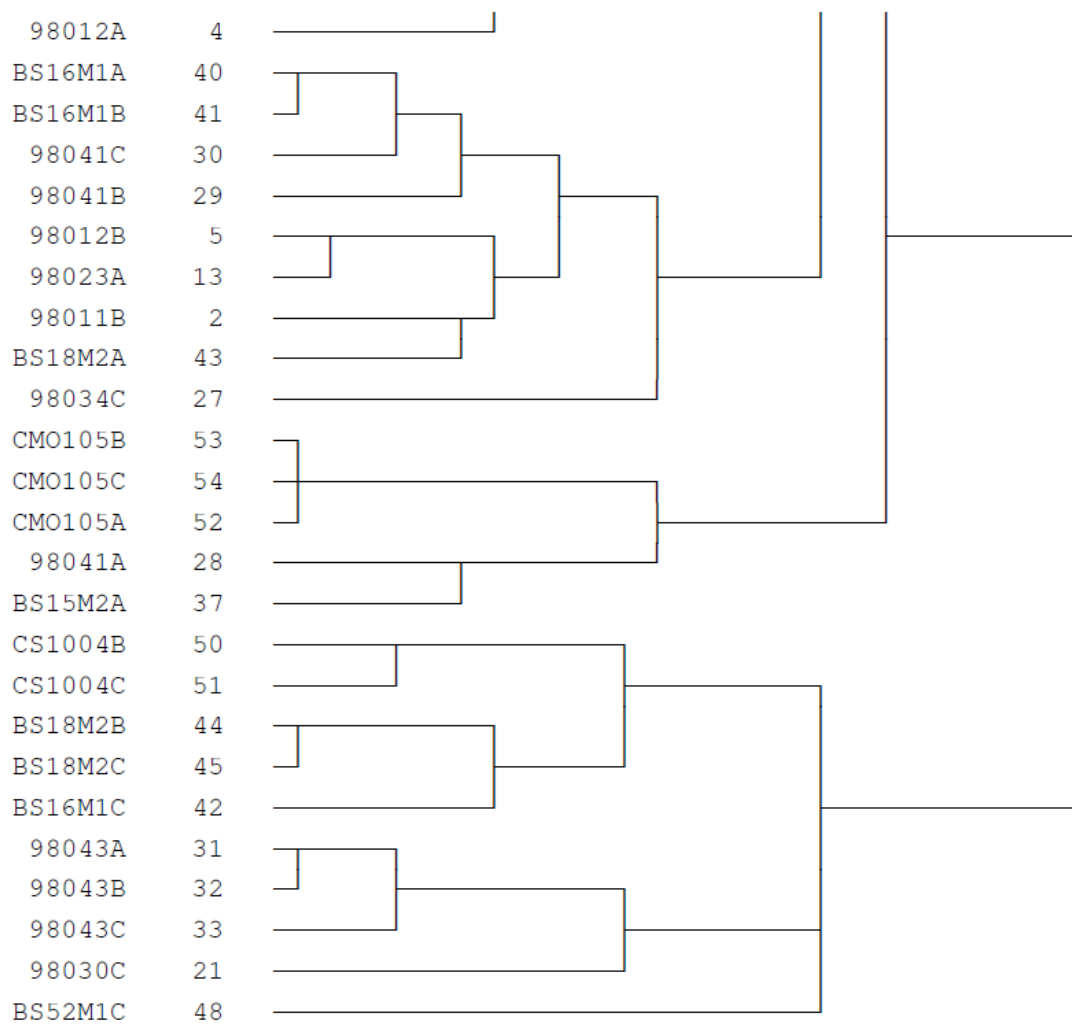 98012A 4
BS16M1A 40
BS16M1B 41
98041C 30
98041B 29
98012B 5
98023A 13
98011B 2
BS18M2A 43
98034C 27
CMO105B 53
CMO105C 54
CMO105A 52
98041A 28
BS15M2A 37
CS1004B 50
CS1004C 51
BS18M2B 44
BS18M2C 45
BS16M1C 42
98043A 31
98043B 32
98043C 33
98030C 21
BS52M1C 48